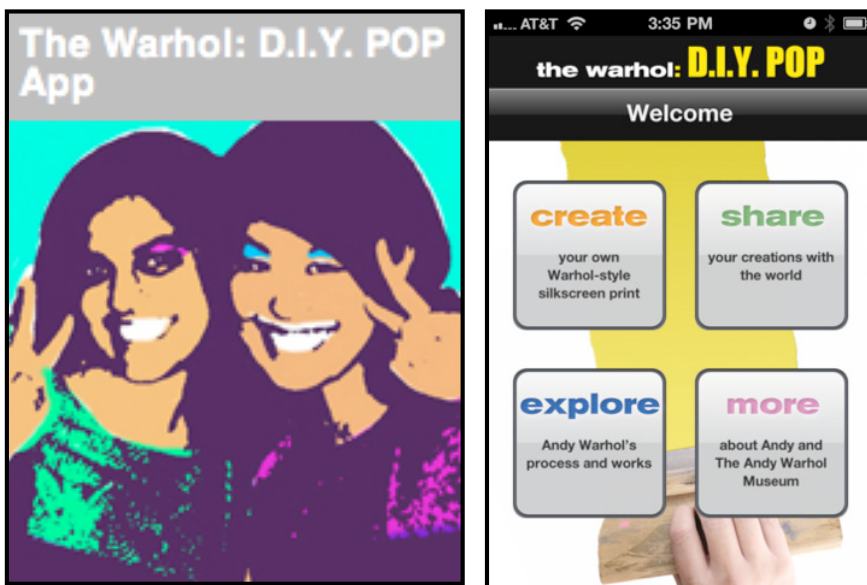 The Warhol: D.I.Y. POP
App
AT&T 3:35 PM
the warhol: D.I.Y. POP
Welcome
create
your own
Warhol-style
silkscreen print
share
your creations with
the world
explore
Andy Warhol's
process and works
more
about Andy and
The Andy Warhol
Museum